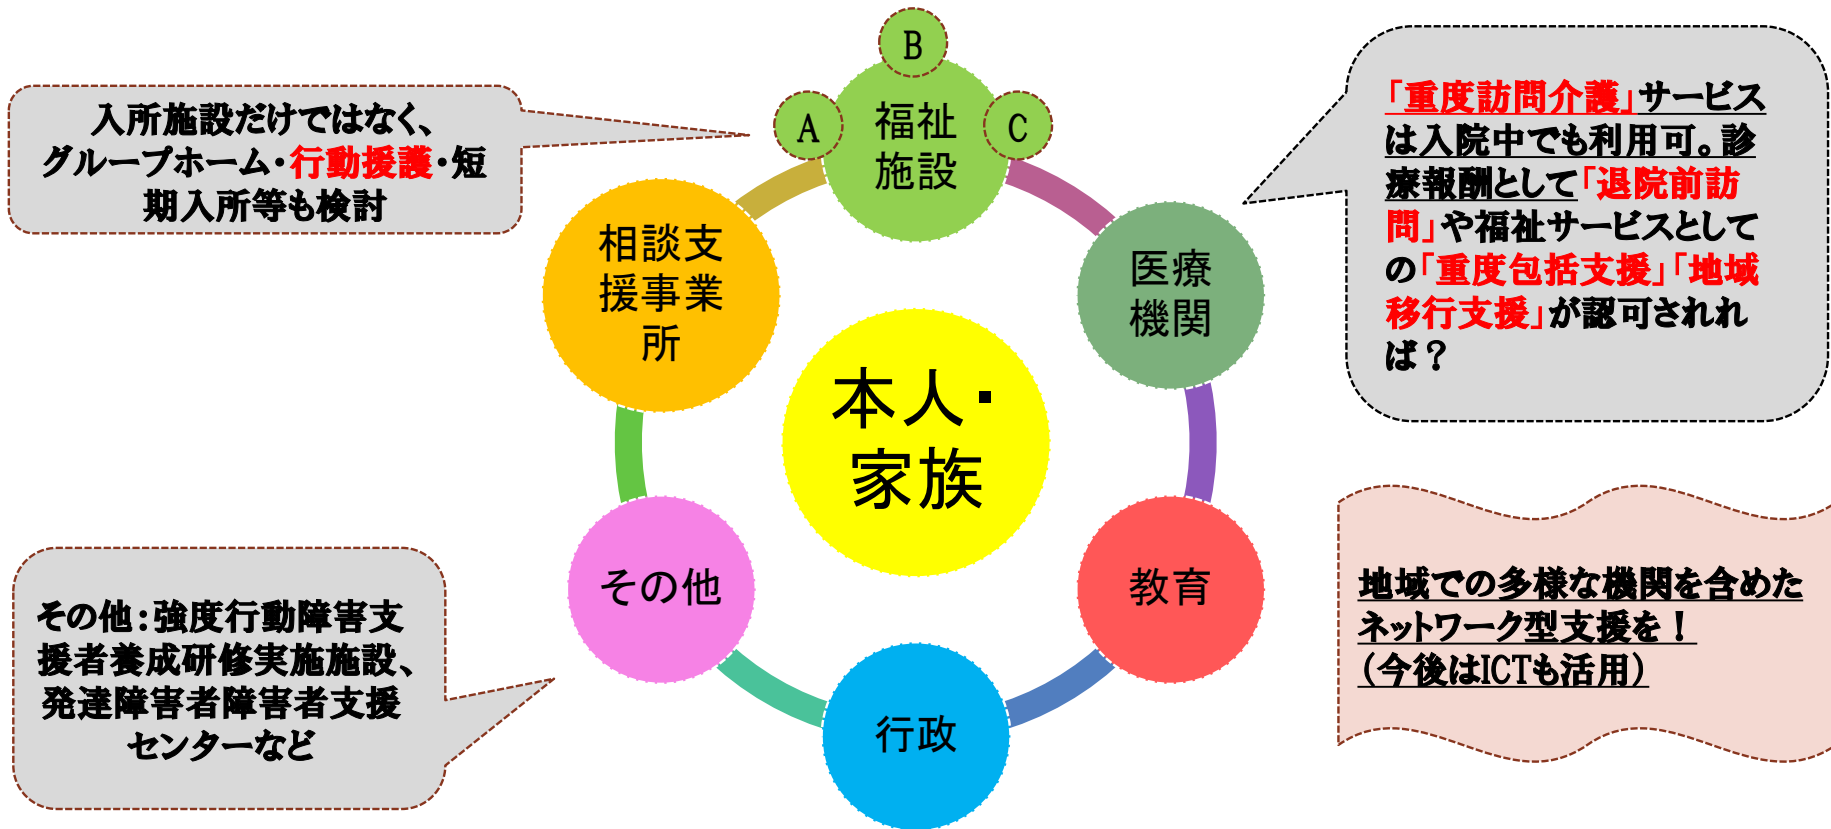 B
A
C
福祉
施設
入所施設だけではなく、
グループホーム・行動援護・短
期入所等も検討
「重度訪問介護」サービス
は入院中でも利用可。診
療報酬として「退院前訪
問」や福祉サービスとして
の「重度包括支援」「地域
移行支援」が認可されれ
ば？
相談支
援事業
所
医療
機関
本人・
家族
その他
教育
行政
その他：強度行動障害支
援者養成研修実施施設、
発達障害者障害者支援
センターなど
地域での多様な機関を含めた
ネットワーク型支援を！
（今後はICTも活用）